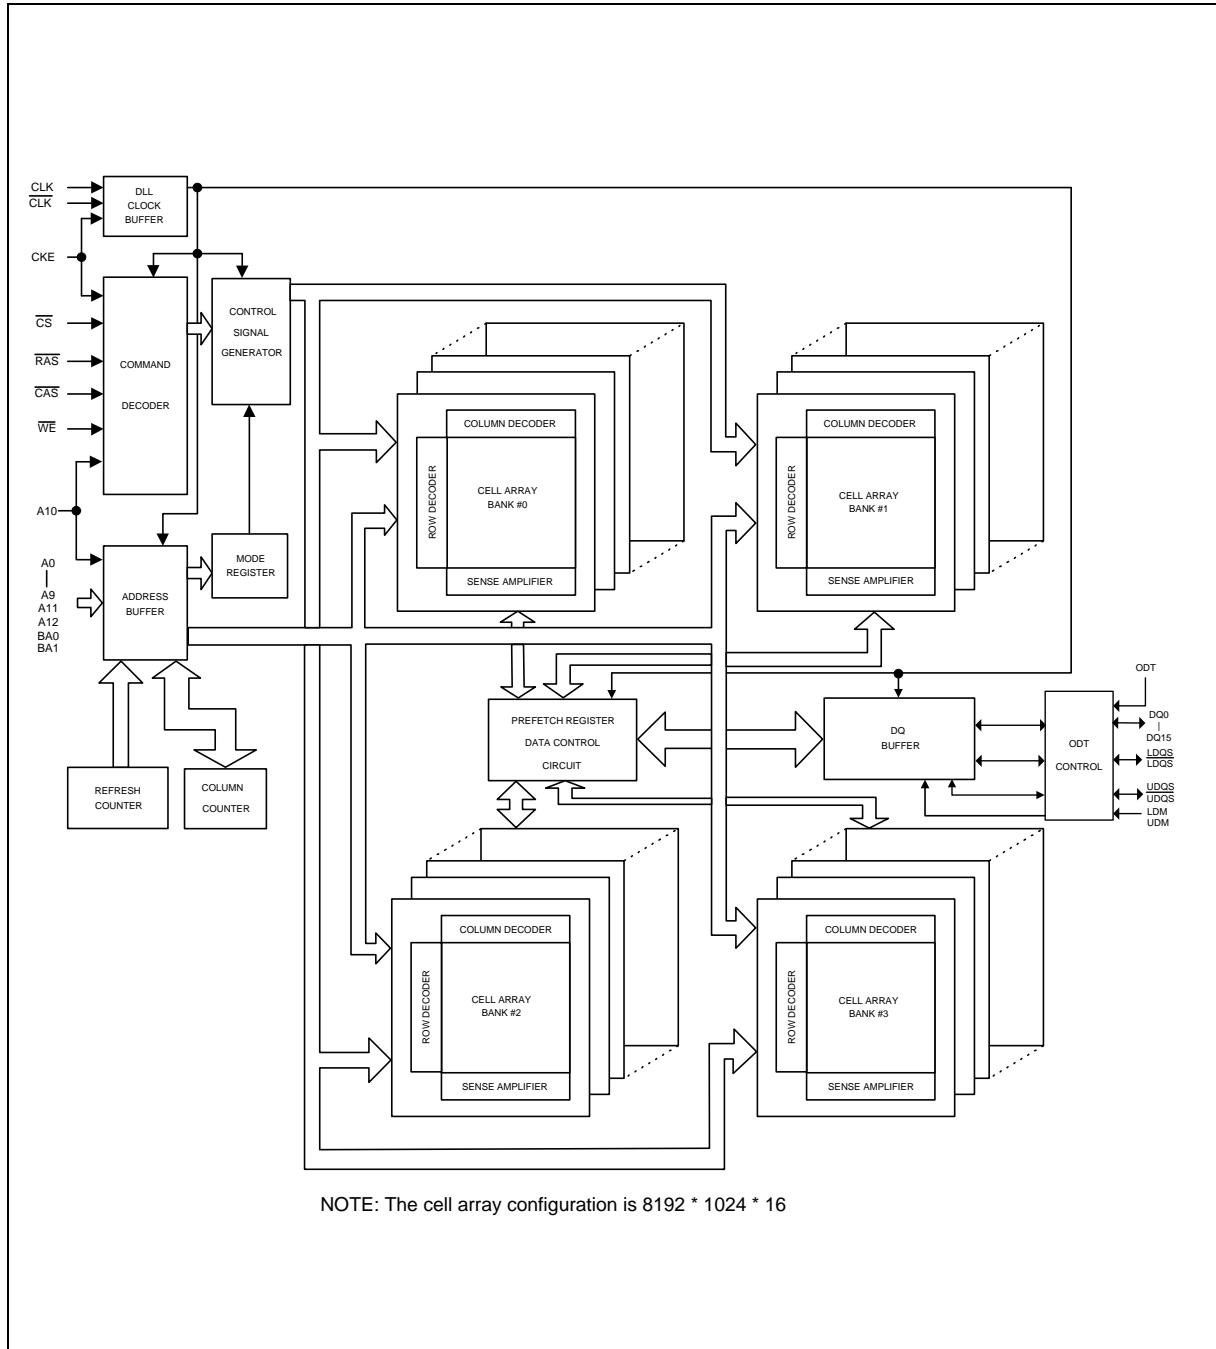 CLK
CLK
CKE
CS
RAS
CAS
WE
A10
A0
A9
A11
A12
BA0
BA1
DLL
CLOCK
BUFFER
COMMAND
DECODER
CONTROL
SIGNAL
GENERATOR
MODE
REGISTER
ADDRESS
BUFFER
REFRESH
COUNTER
COLUMN
COUNTER
COLUMN DECODER
ROW DECODER
CELL ARRAY
BANK #0
SENSE AMPLIFIER
COLUMN DECODER
ROW DECODER
CELL ARRAY
BANK #1
SENSE AMPLIFIER
PREFETCH REGISTER
DATA CONTROL
CIRCUIT
DQ
BUFFER
ODT
CONTROL
ODT
DQ0
|
DQ15
LDQS
LDQS
UDQS
UDQS
LDM
UDM
COLUMN DECODER
ROW DECODER
CELL ARRAY
BANK #2
SENSE AMPLIFIER
COLUMN DECODER
ROW DECODER
CELL ARRAY
BANK #3
SENSE AMPLIFIER
NOTE: The cell array configuration is 8192 * 1024 * 16